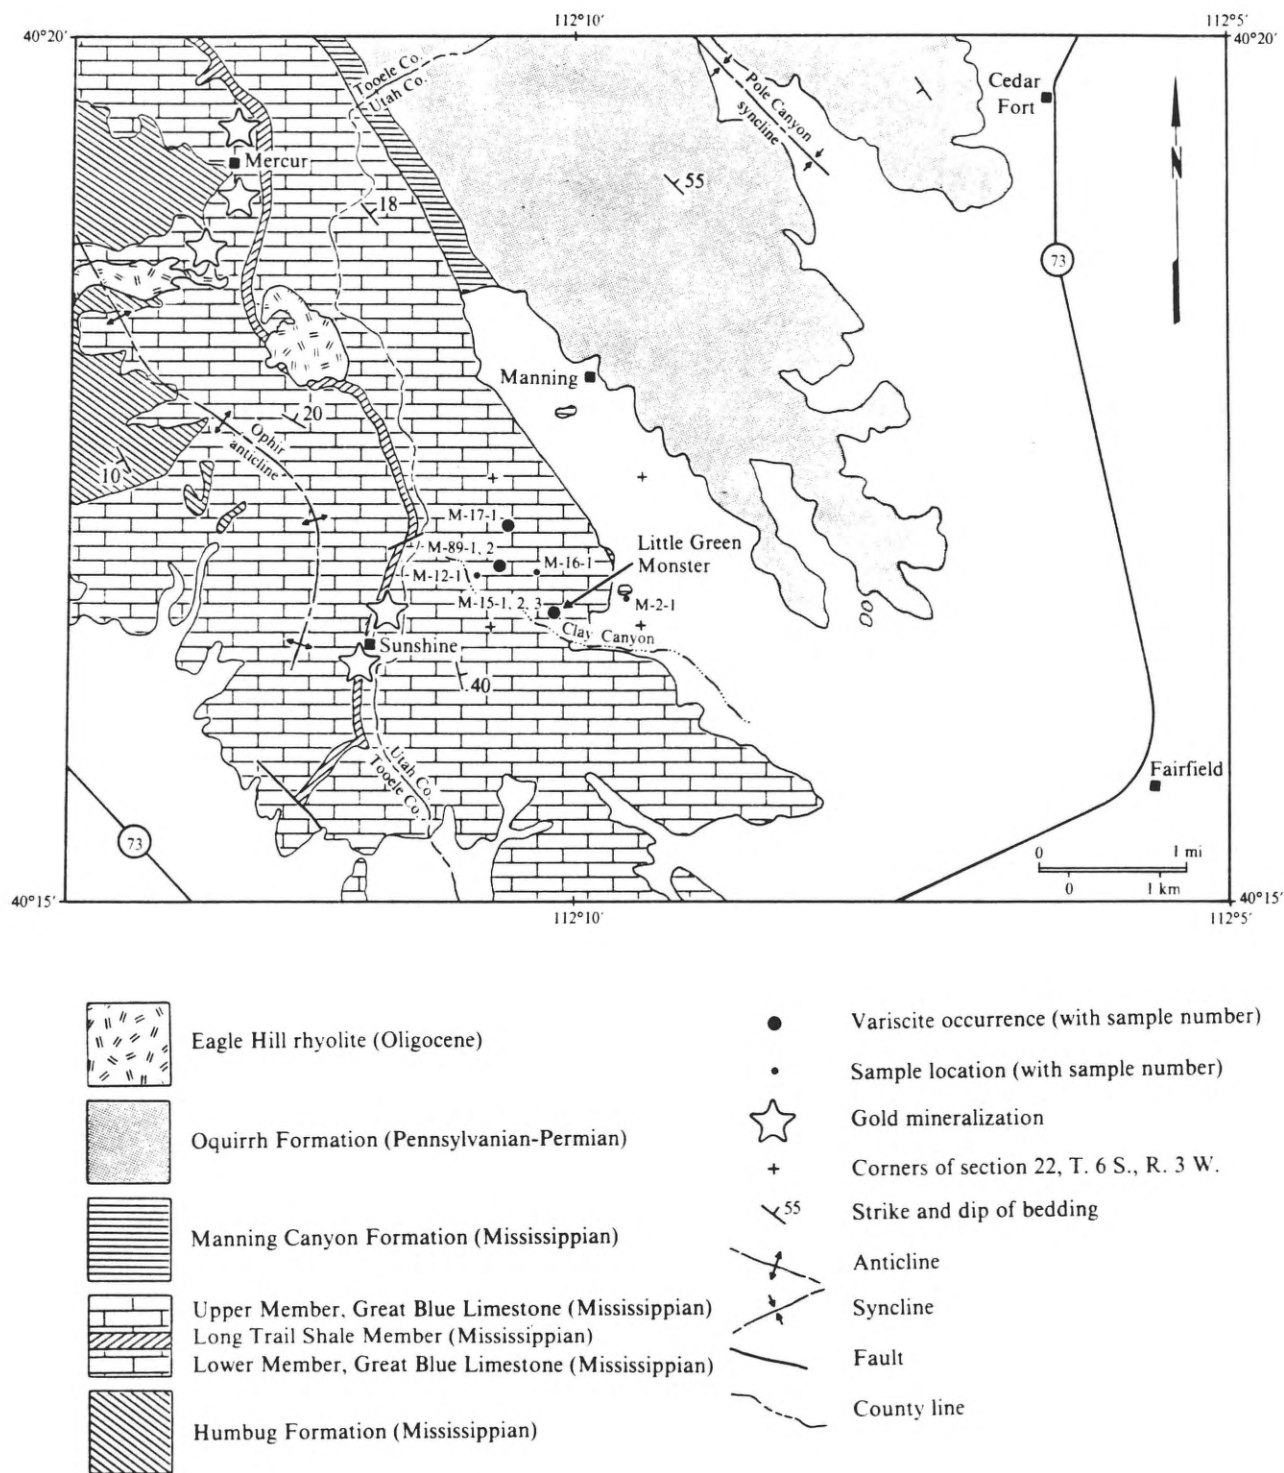 112°10′
112°5′
40°20′
40°20′
Tooele Co.
Utah Co.
Pole Canyon
syncline
Cedar
Fort
N
Mercur
55
18
73
Manning
20
Ophir
anticline
10
M-17-1
Little Green
Monster
M-89-1, 2
M-16-1
M-12-1
M-15-1, 2, 3
M-2-1
Clay Canyon
Sunshine
40
Utah Co.
Tooele Co.
Fairfield
73
0 1 mi
0 1 km
40°15′
40°15′
112°10′
112°5′
Eagle Hill rhyolite (Oligocene)
Oquirrh Formation (Pennsylvanian-Permian)
Manning Canyon Formation (Mississippian)
Upper Member, Great Blue Limestone (Mississippian)
Long Trail Shale Member (Mississippian)
Lower Member, Great Blue Limestone (Mississippian)
Humbug Formation (Mississippian)
Variscite occurrence (with sample number)
Sample location (with sample number)
Gold mineralization
Corners of section 22, T. 6 S., R. 3 W.
55
Strike and dip of bedding
Anticline
Syncline
Fault
County line